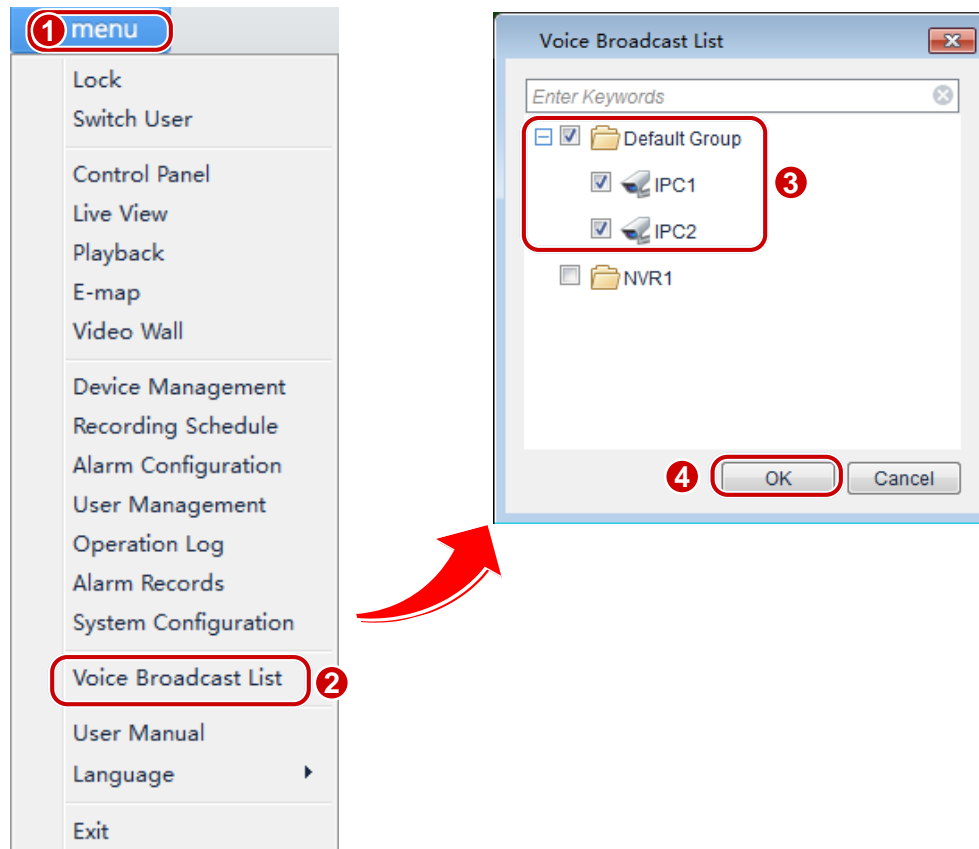 1 menu
Lock
Switch User
Control Panel
Live View
Playback
E-map
Video Wall
Device Management
Recording Schedule
Alarm Configuration
User Management
Operation Log
Alarm Records
System Configuration
Voice Broadcast List 2
User Manual
Language
Exit
Voice Broadcast List
Enter Keywords
Default Group
IPC1 3
IPC2
NVR1
4 OK Cancel